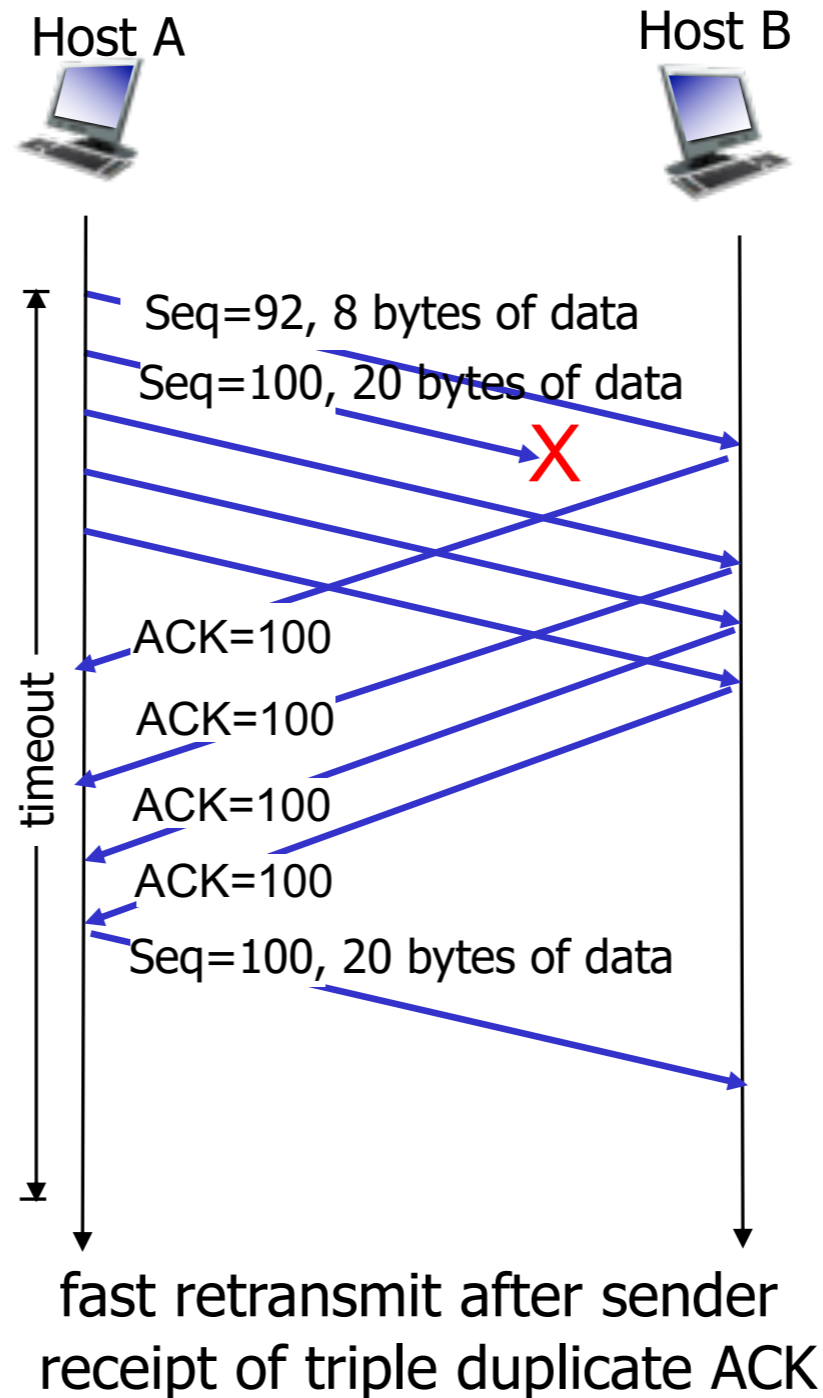 Host A
Host B
Seq=92, 8 bytes of data
Seq=100, 20 bytes of data
X
timeout
ACK=100
ACK=100
ACK=100
ACK=100
Seq=100, 20 bytes of data
fast retransmit after sender
receipt of triple duplicate ACK